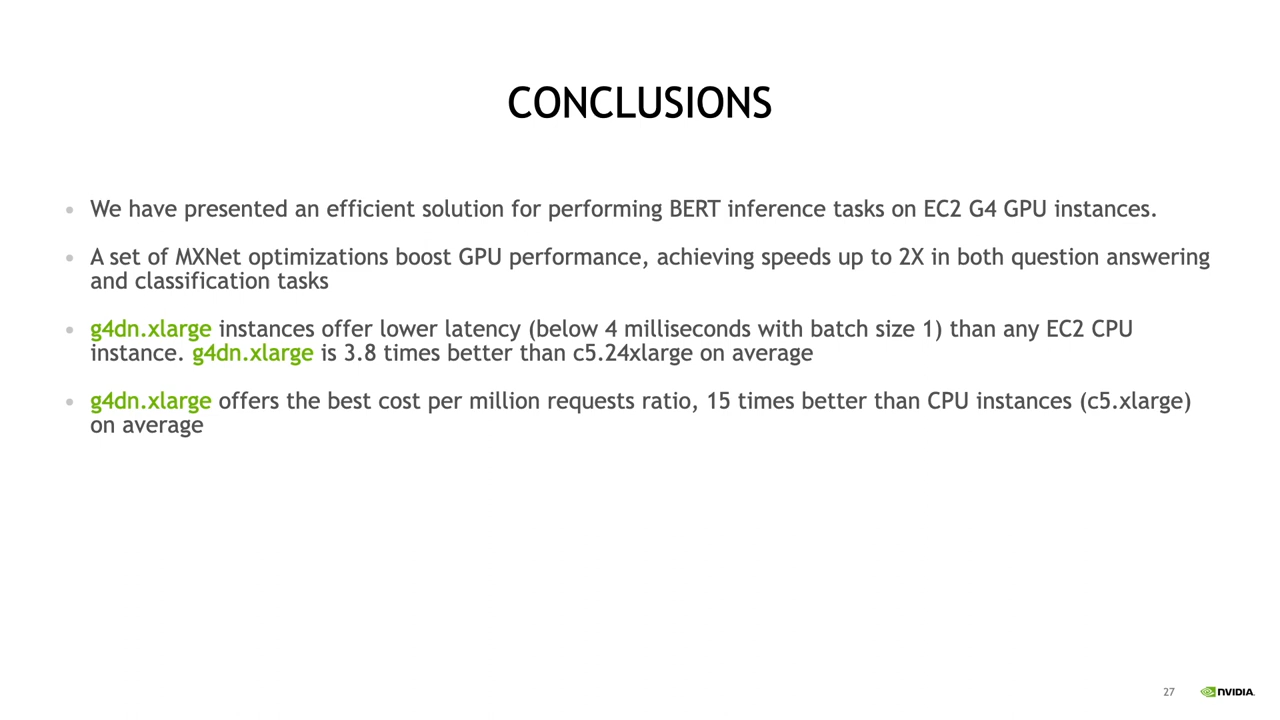 CONCLUSIONS
• We have presented an efficient solution for performing BERT inference tasks on EC2 G4 GPU instances.
• A set of MXNet optimizations boost GPU performance, achieving speeds up to 2X in both question answering
and classification tasks
• g4dn.xlarge instances offer lower latency (below 4 milliseconds with batch size 1) than any EC2 CPU
instance. g4dn.xlarge is 3.8 times better than c5.24xlarge on average
• g4dn.xlarge offers the best cost per million requests ratio, 15 times better than CPU instances (c5.xlarge)
on average
27 NVIDIA.